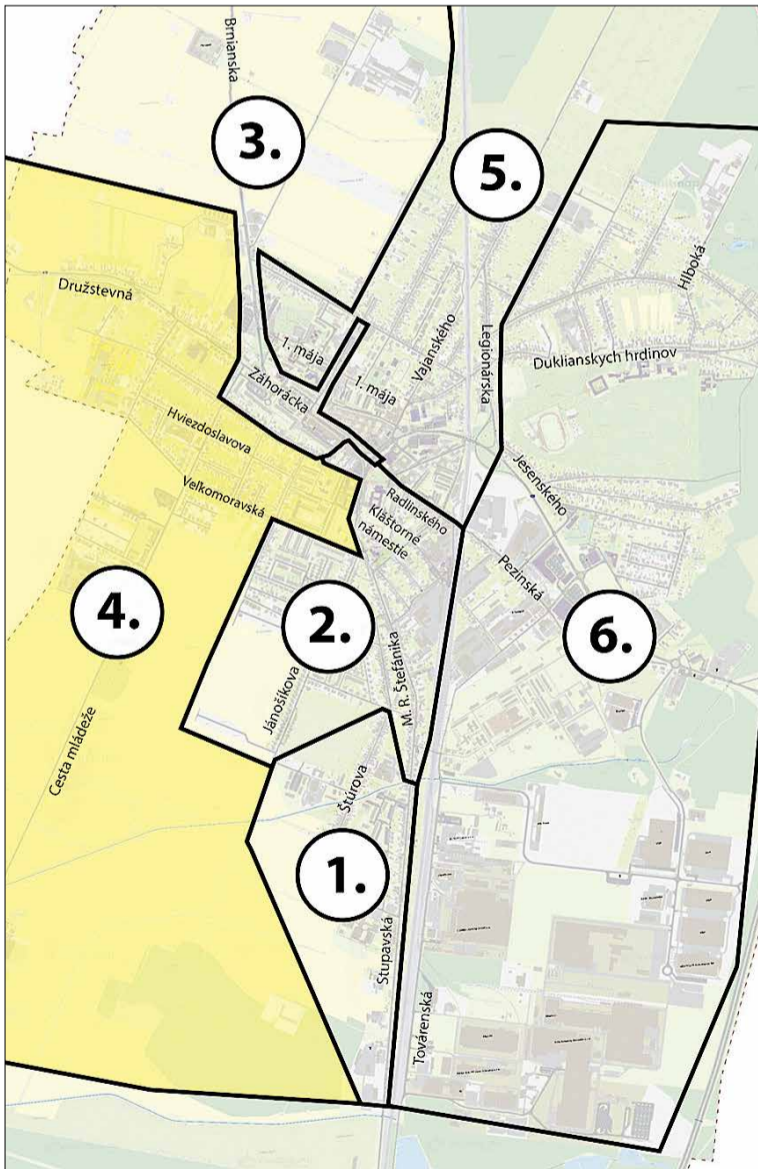 Brnianska
3.
5.
Družstevná
Hlboká
1. mája
Vajanského
Legionárska
Duklianskych hrdinov
Záhorácka
1. mája
Hviezdoslavova
Jesenského
Veľkomoravská
Radlinského
Kláštorné
námestie
Pezinská
4.
2.
6.
M. R. Štefánika
Jánošíkova
Cesta mládeže
Štúrova
1.
Stupavská
Továrenská